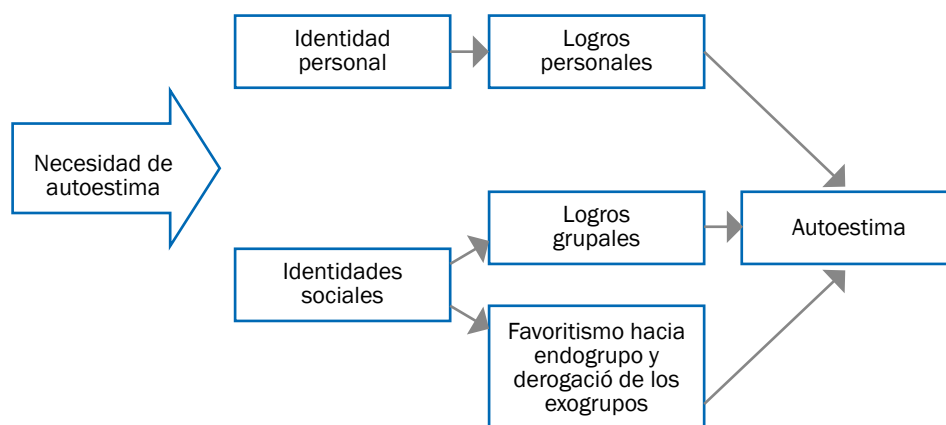 Necesidad de
autoestima
Identidad
personal
Logros
personales
Identidades
sociales
Logros
grupales
Favoritismo hacia
endogrupo y
derogació de los
exogrupos
Autoestima